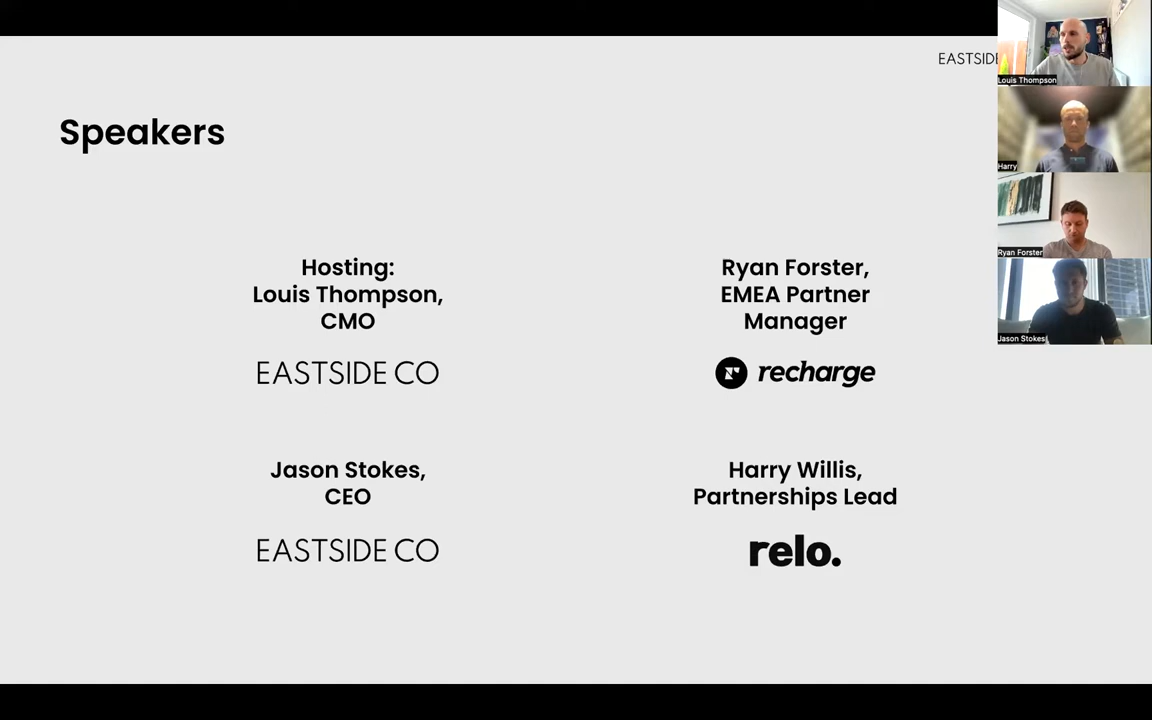 EASTSIDE
Speakers
Hosting:
Louis Thompson,
CMO
EASTSIDE CO
Ryan Forster,
EMEA Partner
Manager
recharge
Jason Stokes,
CEO
EASTSIDE CO
Harry Willis,
Partnerships Lead
relo.
Louis Thompson
Harry
Ryan Forster
Jason Stokes